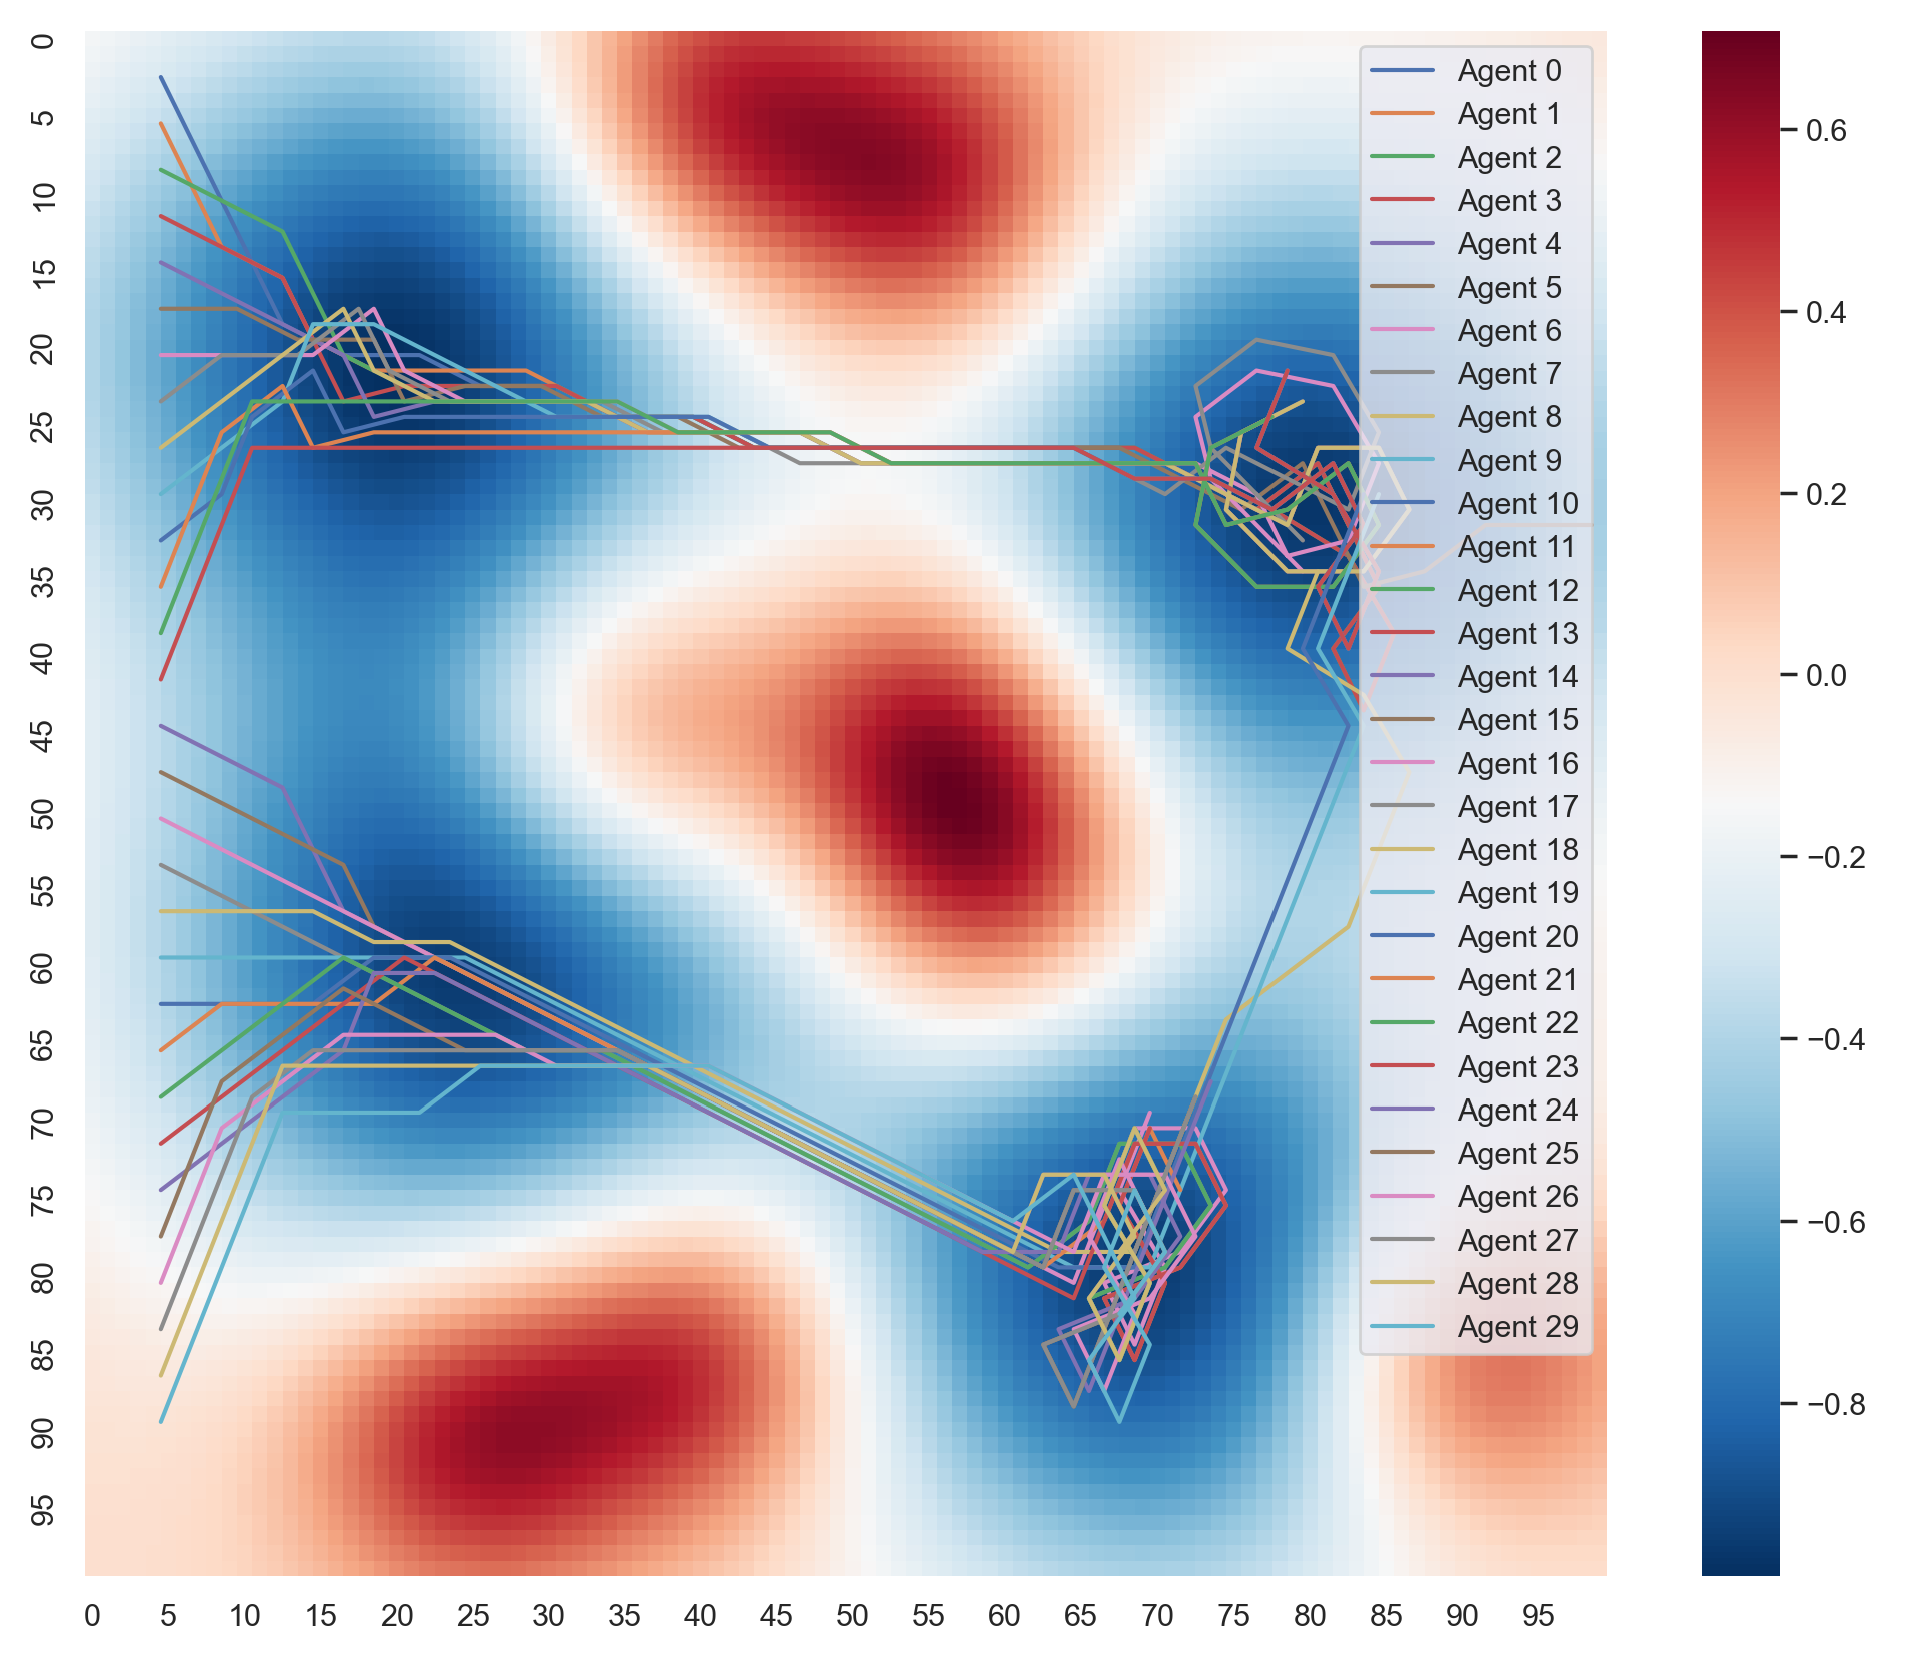 0
5
10
15
20
25
30
35
40
45
50
55
60
65
70
75
80
85
90
95
0 5 10 15 20 25 30 35 40 45 50 55 60 65 70 75 80 85 90 95
Agent 0
Agent 1
Agent 2
Agent 3
Agent 4
Agent 5
Agent 6
Agent 7
Agent 8
Agent 9
Agent 10
Agent 11
Agent 12
Agent 13
Agent 14
Agent 15
Agent 16
Agent 17
Agent 18
Agent 19
Agent 20
Agent 21
Agent 22
Agent 23
Agent 24
Agent 25
Agent 26
Agent 27
Agent 28
Agent 29
0.6
0.4
0.2
0.0
−0.2
−0.4
−0.6
−0.8